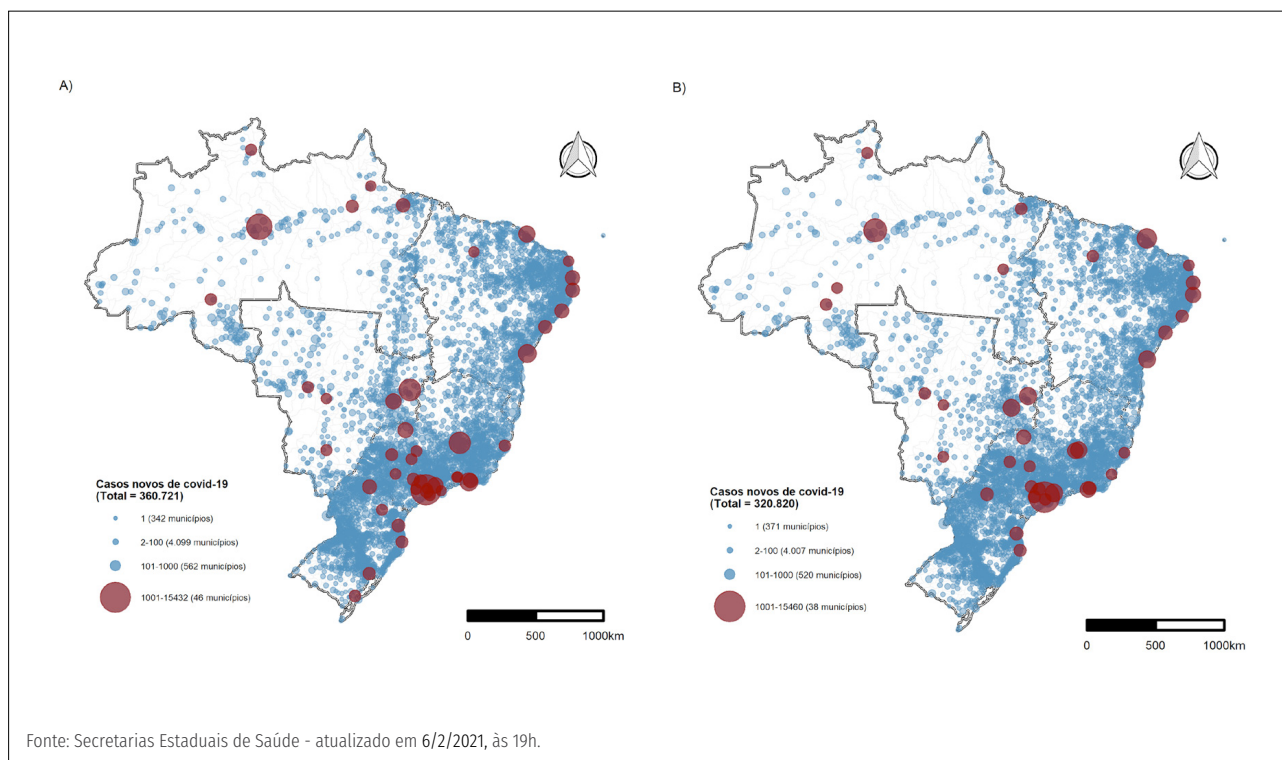 A)
Casos novos de covid-19
(Total = 360.721)
1 (342 municípios)
2-100 (4.099 municípios)
101-1000 (562 municípios)
1001-15432 (46 municípios)
0 500 1000km
B)
Casos novos de covid-19
(Total = 320.820)
1 (371 municípios)
2-100 (4.007 municípios)
101-1000 (520 municípios)
1001-15460 (38 municípios)
0 500 1000km
Fonte: Secretarias Estaduais de Saúde - atualizado em 6/2/2021, às 19h.